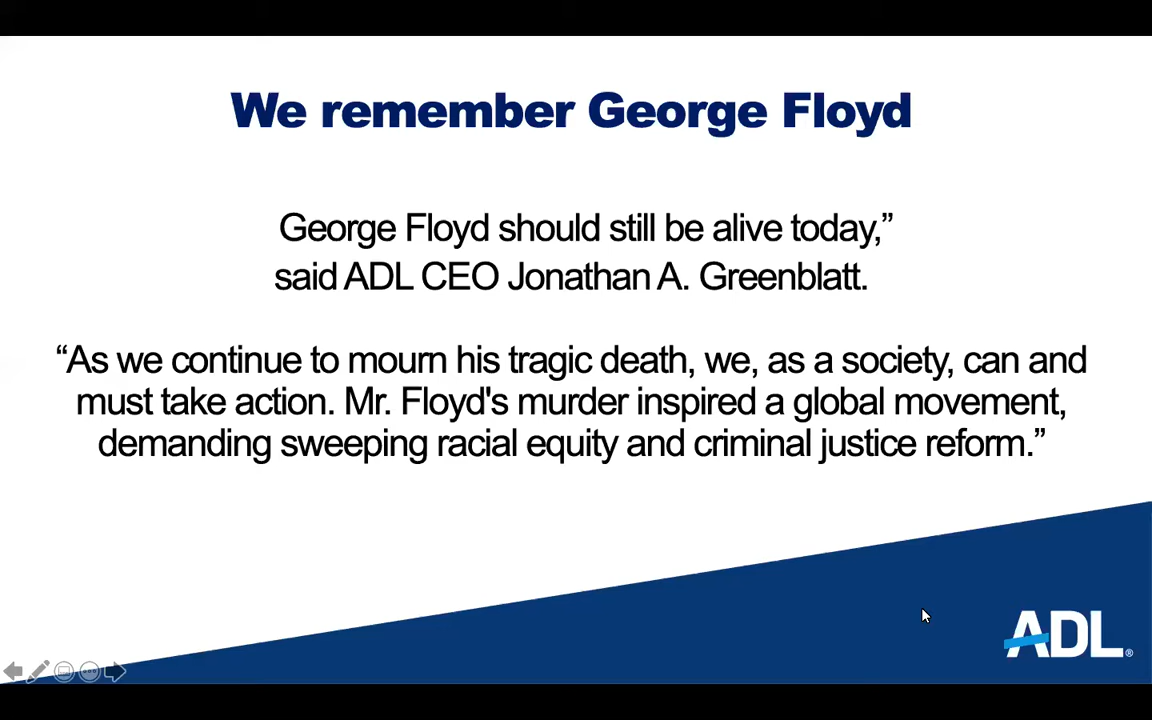 We remember George Floyd
George Floyd should still be alive today,”
said ADL CEO Jonathan A. Greenblatt.
“As we continue to mourn his tragic death, we, as a society, can and
must take action. Mr. Floyd's murder inspired a global movement,
demanding sweeping racial equity and criminal justice reform.”
ADL®